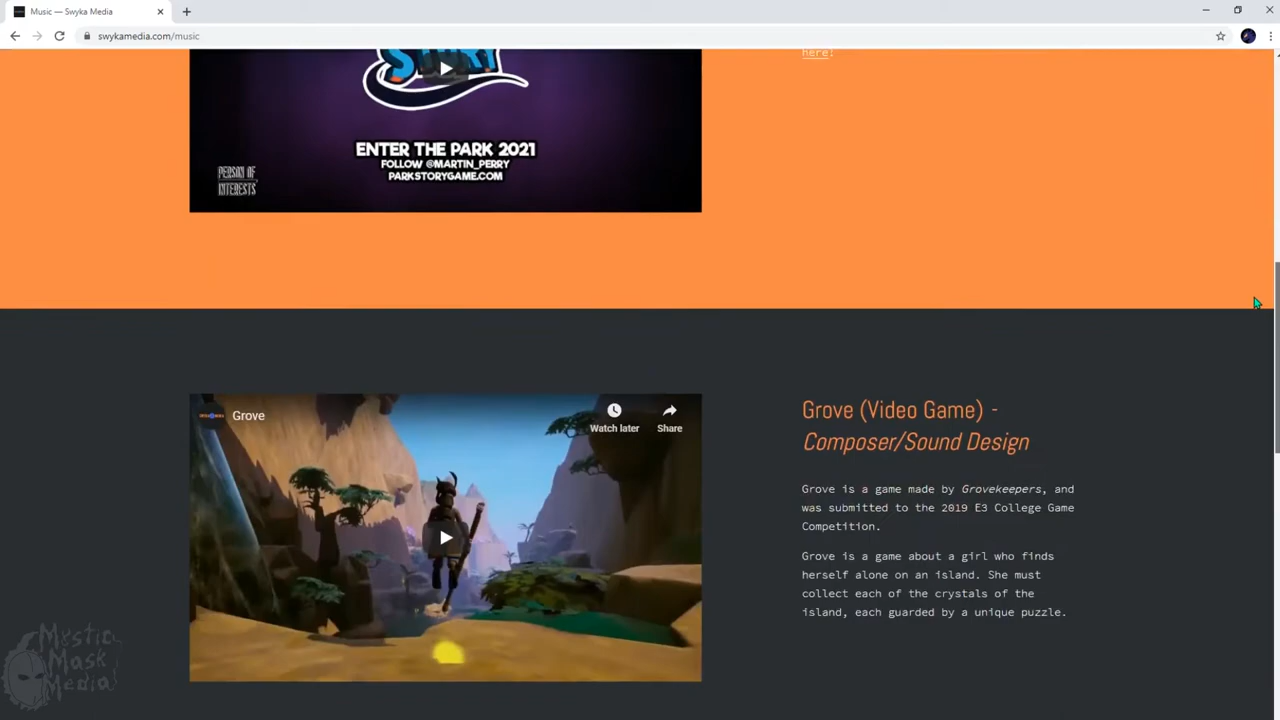 Music — Swyka Media
swykamedia.com/music
STORY
here!
ENTER THE PARK 2021
FOLLOW @MARTIN_PERRY
PARKSTORYGAME.COM
PERSON OF
INTERESTS
Grove
Watch later
Share
Grove (Video Game) -
Composer/Sound Design
Grove is a game made by Grovekeepers, and
was submitted to the 2019 E3 College Game
Competition.
Grove is a game about a girl who finds
herself alone on an island. She must
collect each of the crystals of the
island, each guarded by a unique puzzle.
Mystic
Mask
Media